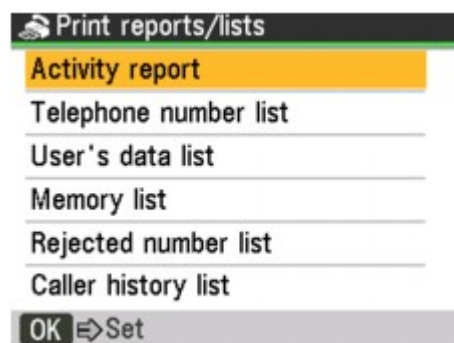 Print reports/lists
Activity report
Telephone number list
User's data list
Memory list
Rejected number list
Caller history list
OK ⇨Set